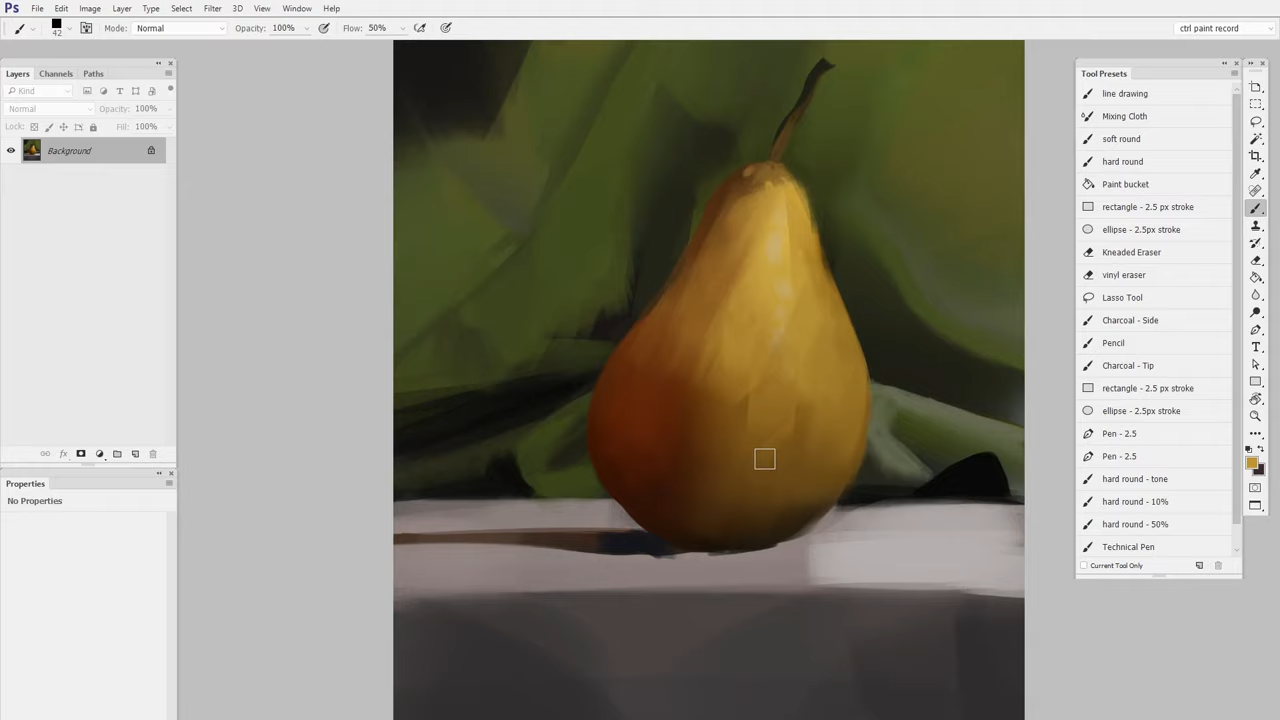 Ps File Edit Image Layer Type Select Filter 3D View Window Help
42 Mode: Normal Opacity: 100% Flow: 50% ctrl paint record
Layers Channels Paths
Kind
Normal Opacity: 100%
Lock: Fill: 100%
Background
Properties
No Properties
Tool Presets
line drawing
Mixing Cloth
soft round
hard round
Paint bucket
rectangle - 2.5 px stroke
ellipse - 2.5px stroke
Kneaded Eraser
vinyl eraser
Lasso Tool
Charcoal - Side
Pencil
Charcoal - Tip
rectangle - 2.5 px stroke
ellipse - 2.5px stroke
Pen - 2.5
Pen - 2.5
hard round - tone
hard round - 10%
hard round - 50%
Technical Pen
Current Tool Only